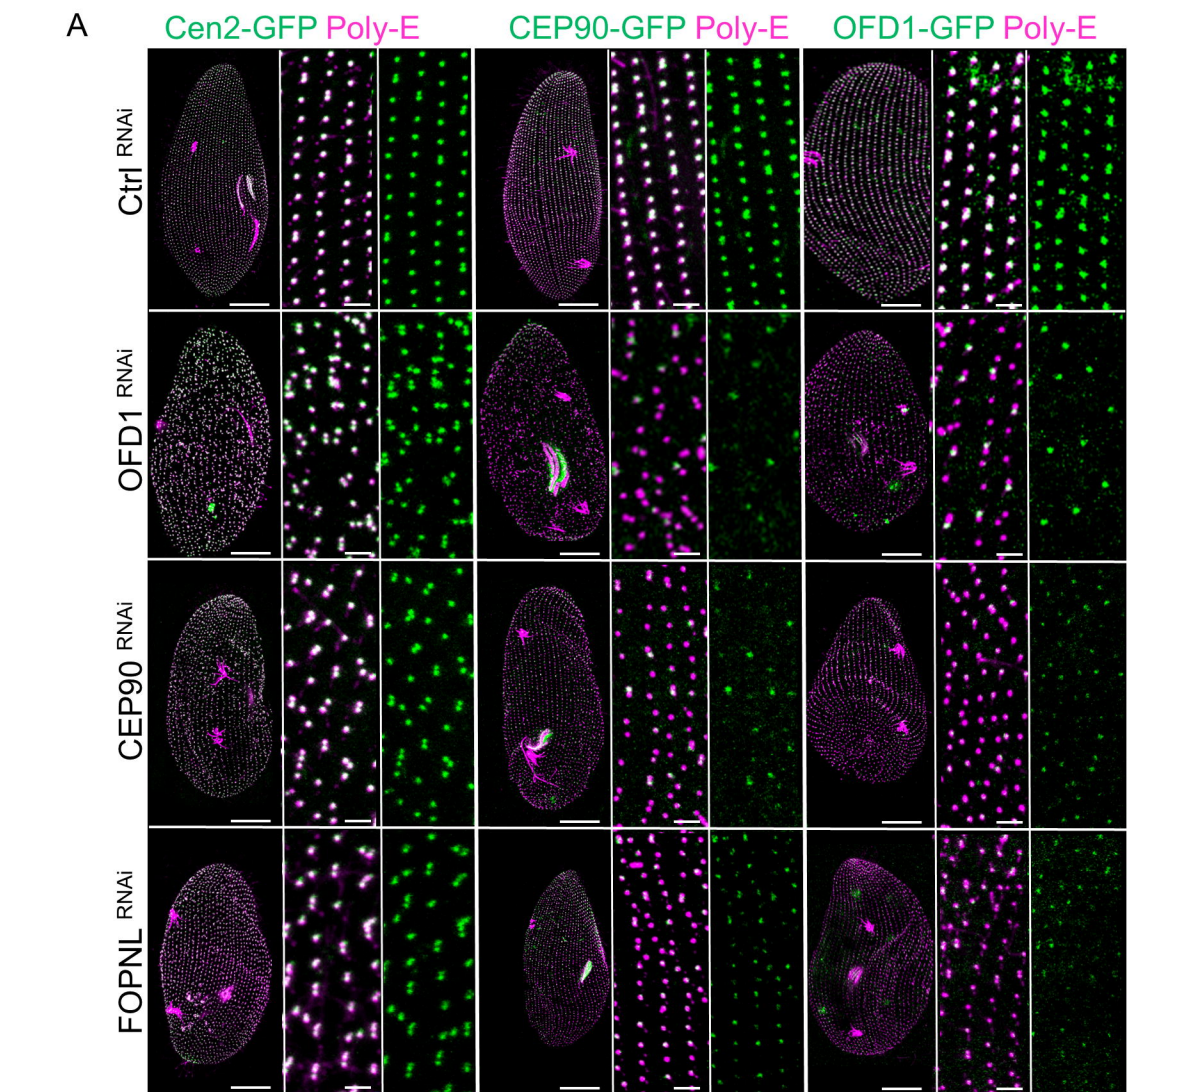 A
Cen2-GFP Poly-E
CEP90-GFP Poly-E
OFD1-GFP Poly-E
Ctrl RNAi
OFD1 RNAi
CEP90 RNAi
FOPNL RNAi